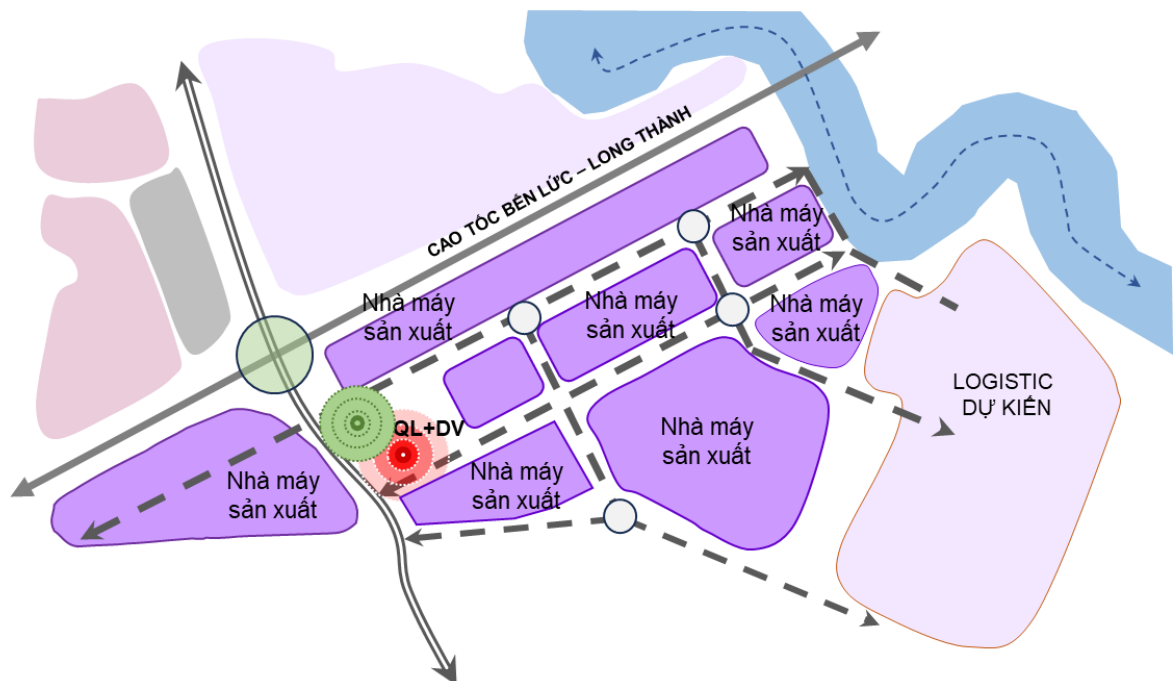 CAO TỐC BẾN LỨC – LONG THÀNH
Nhà máy
sản xuất
Nhà máy
sản xuất
Nhà máy
sản xuất
Nhà máy
sản xuất
LOGISTIC
DỰ KIẾN
QL+DV
Nhà máy
sản xuất
Nhà máy
sản xuất
Nhà máy
sản xuất